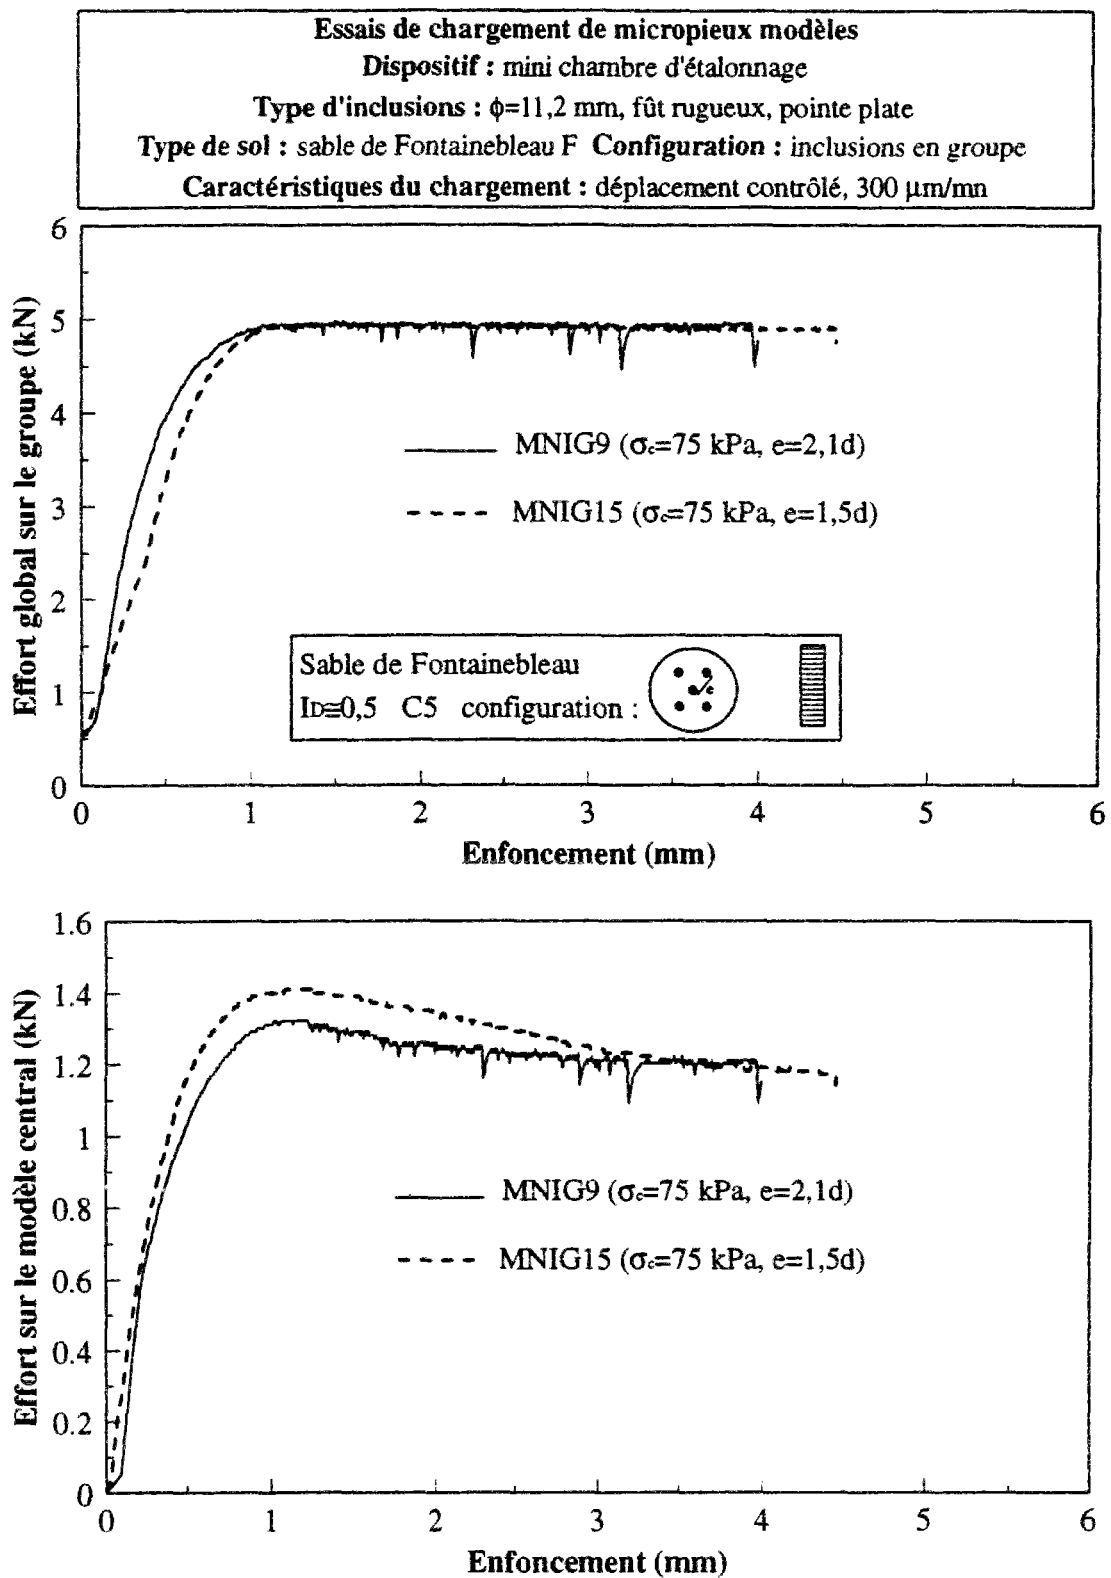 Essais de chargement de micropieux modèles
Dispositif : mini chambre d'étalonnage
Type d'inclusions : ϕ=11,2 mm, fût rugueux, pointe plate
Type de sol : sable de Fontainebleau F Configuration : inclusions en groupe
Caractéristiques du chargement : déplacement contrôlé, 300 µm/mn
Effort global sur le groupe (kN)
6
5
4
3
2
1
0
MNIG9 (σc=75 kPa, e=2,1d)
MNIG15 (σc=75 kPa, e=1,5d)
Sable de Fontainebleau
ID≅0,5 C5 configuration :
0 1 2 3 4 5 6
Enfoncement (mm)
Effort sur le modèle central (kN)
1.6
1.4
1.2
1
0.8
0.6
0.4
0.2
0
MNIG9 (σc=75 kPa, e=2,1d)
MNIG15 (σc=75 kPa, e=1,5d)
0 1 2 3 4 5 6
Enfoncement (mm)